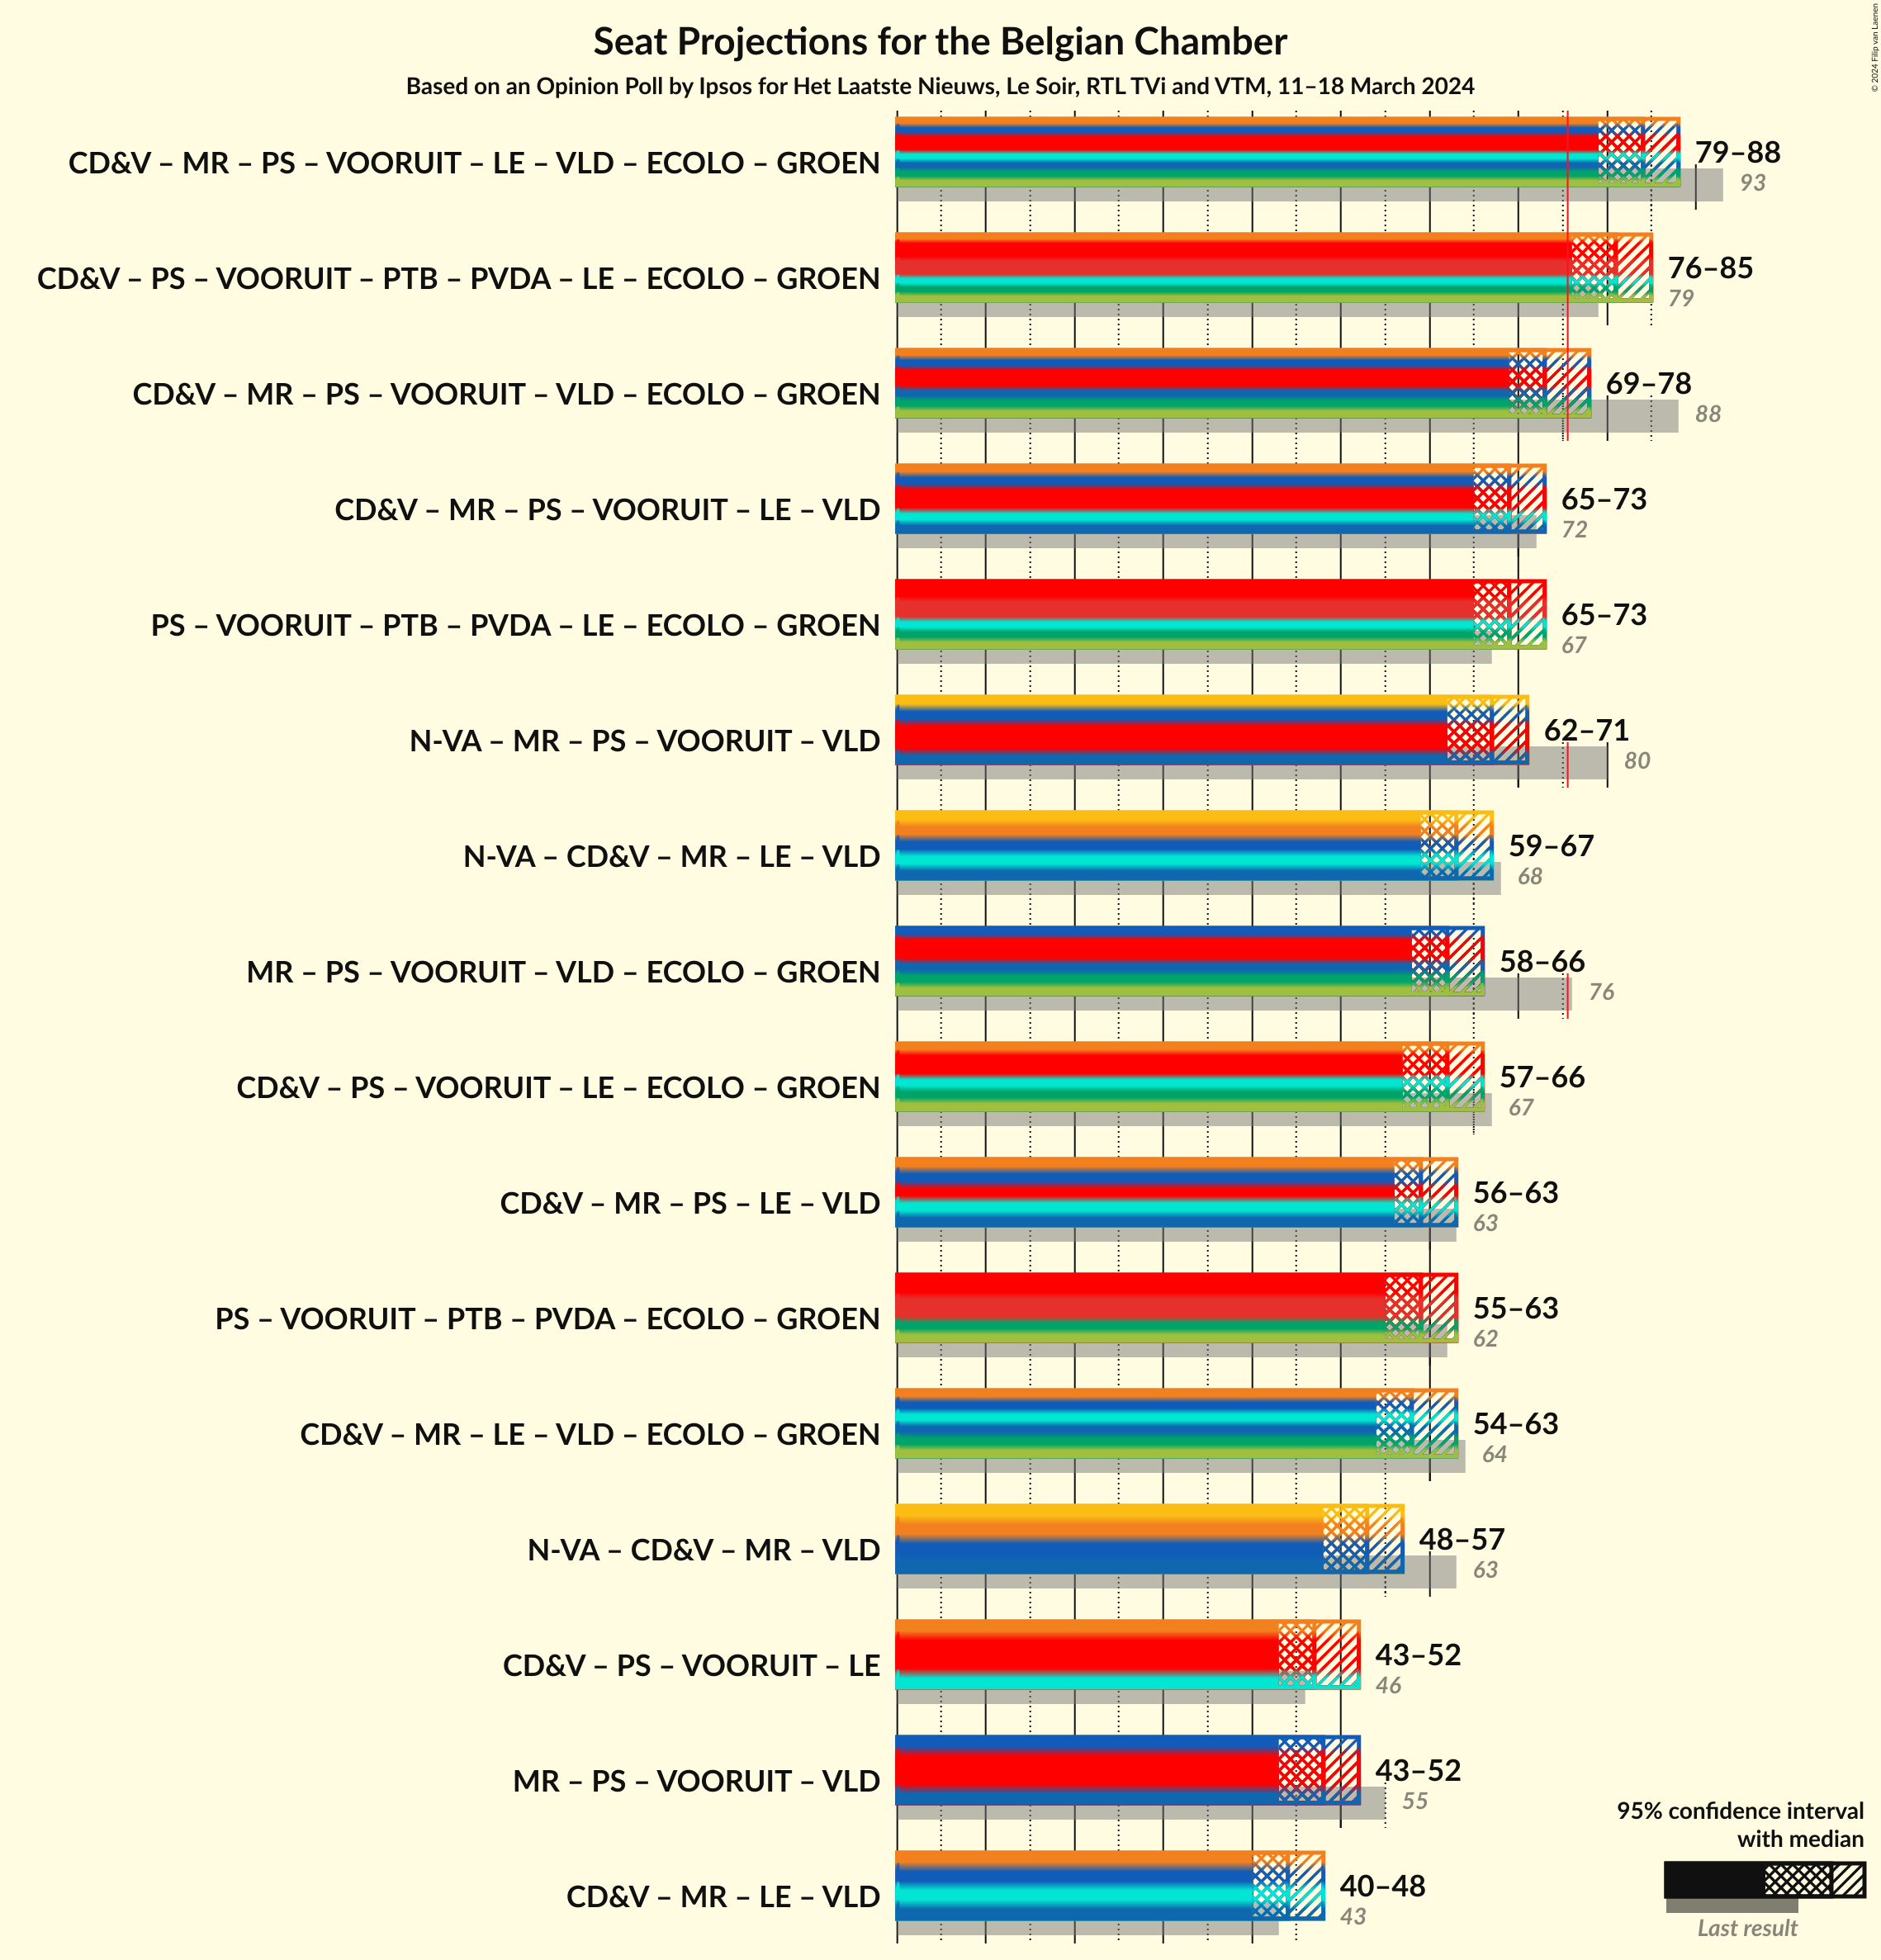 Seat Projections for the Belgian Chamber
Based on an Opinion Poll by Ipsos for Het Laatste Nieuws, Le Soir, RTL TVi and VTM, 11–18 March 2024
© 2024 Filip van Laenen
CD&V – MR – PS – VOORUIT – LE – VLD – ECOLO – GROEN
79–88
93
CD&V – PS – VOORUIT – PTB – PVDA – LE – ECOLO – GROEN
76–85
79
CD&V – MR – PS – VOORUIT – VLD – ECOLO – GROEN
69–78
88
CD&V – MR – PS – VOORUIT – LE – VLD
65–73
72
PS – VOORUIT – PTB – PVDA – LE – ECOLO – GROEN
65–73
67
N-VA – MR – PS – VOORUIT – VLD
62–71
80
N-VA – CD&V – MR – LE – VLD
59–67
68
MR – PS – VOORUIT – VLD – ECOLO – GROEN
58–66
76
CD&V – PS – VOORUIT – LE – ECOLO – GROEN
57–66
67
CD&V – MR – PS – LE – VLD
56–63
63
PS – VOORUIT – PTB – PVDA – ECOLO – GROEN
55–63
62
CD&V – MR – LE – VLD – ECOLO – GROEN
54–63
64
N-VA – CD&V – MR – VLD
48–57
63
CD&V – PS – VOORUIT – LE
43–52
46
MR – PS – VOORUIT – VLD
43–52
55
CD&V – MR – LE – VLD
40–48
43
95% confidence interval
with median
Last result